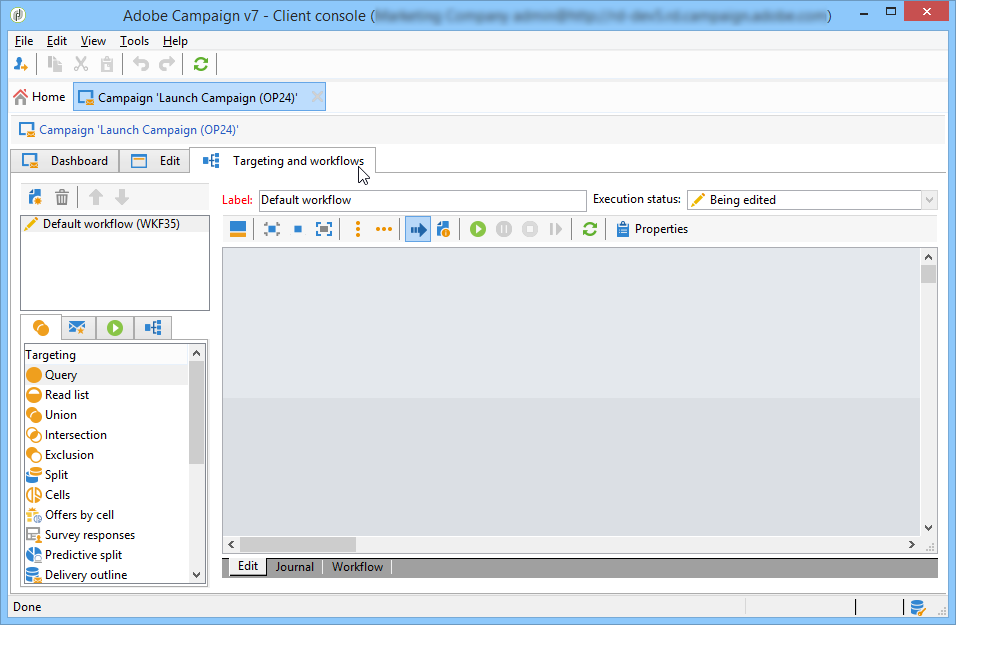 Adobe Campaign v7 - Client console (
File Edit View Tools Help
Home Campaign 'Launch Campaign (OP24)'
Campaign 'Launch Campaign (OP24)'
Dashboard Edit Targeting and workflows
Label: Default workflow Execution status: Being edited
Default workflow (WKF35)
Properties
Targeting
Query
Read list
Union
Intersection
Exclusion
Split
Cells
Offers by cell
Survey responses
Predictive split
Delivery outline
Edit Journal Workflow
Done